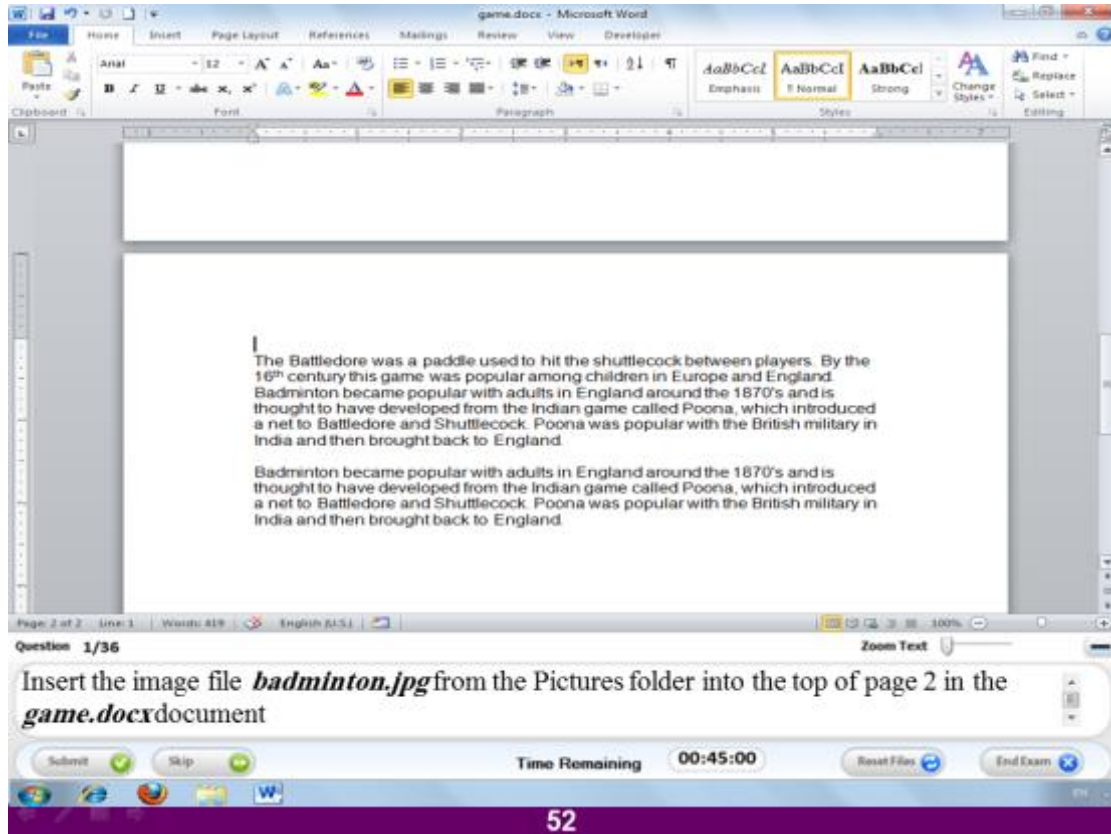 game.docx - Microsoft Word
File Home Insert Page Layout References Mailings Review View Developer
Arial 12 Aa
AaBbCcI AaBbCcI AaBbCcl
Find
Replace
Select
Paste
B I U abc x, x²
Emphasis ¶ Normal Strong
Change Styles
Clipboard Font Paragraph Styles Editing
The Battledore was a paddle used to hit the shuttlecock between players. By the
16th century this game was popular among children in Europe and England.
Badminton became popular with adults in England around the 1870's and is
thought to have developed from the Indian game called Poona, which introduced
a net to Battledore and Shuttlecock. Poona was popular with the British military in
India and then brought back to England.
Badminton became popular with adults in England around the 1870's and is
thought to have developed from the Indian game called Poona, which introduced
a net to Battledore and Shuttlecock. Poona was popular with the British military in
India and then brought back to England.
Page: 2 of 2 Line: 1 Words: 419 English (U.S.) 100%
Question 1/36 Zoom Text
Insert the image file badminton.jpg from the Pictures folder into the top of page 2 in the
game.docx document
Submit Skip Time Remaining 00:45:00 Reset Files End Exam
EN
52